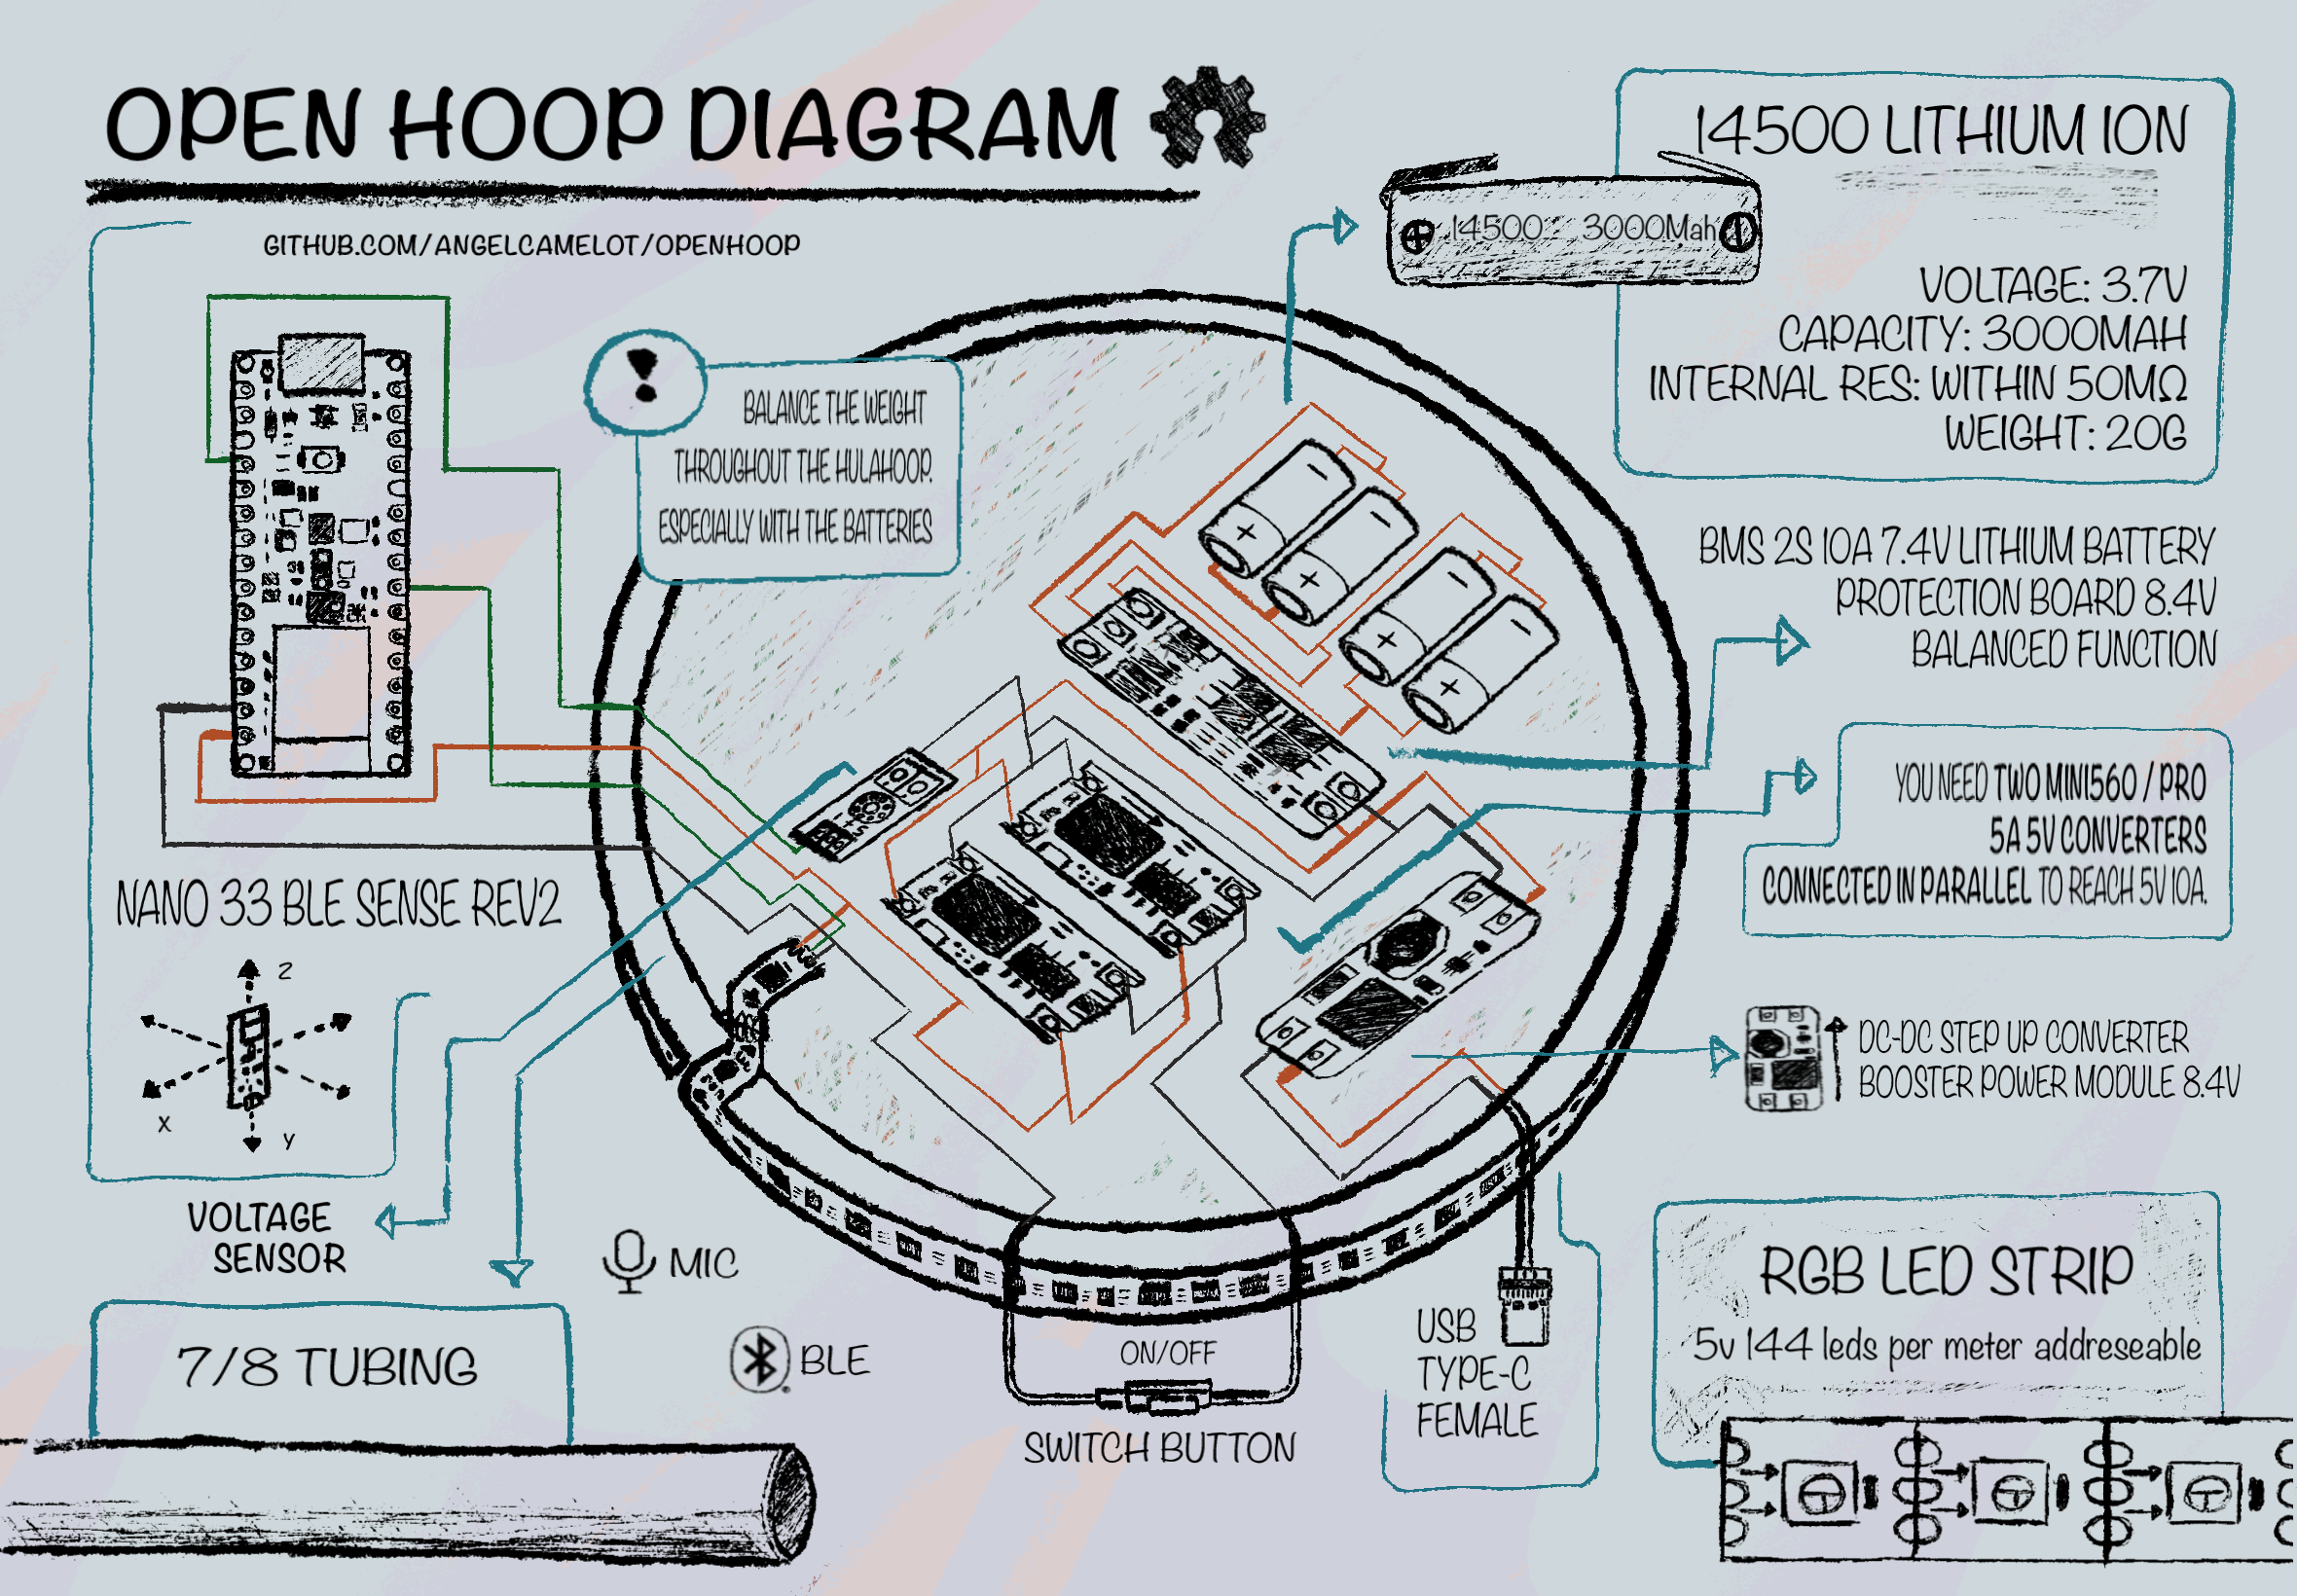 OPEN HOOP DIAGRAM
GITHUB.COM/ANGELCAMELOT/OPENHOOP
14500 LITHIUM ION
14500 - 3000Mah
VOLTAGE: 3.7V
CAPACITY: 3000MAH
INTERNAL RES: WITHIN 50MΩ
WEIGHT: 20G
!
BALANCE THE WEIGHT
THROUGHOUT THE HULAHOOP.
ESPECIALLY WITH THE BATTERIES
BMS 2S 10A 7.4V LITHIUM BATTERY
PROTECTION BOARD 8.4V
BALANCED FUNCTION
YOU NEED TWO MINI560 / PRO
5A 5V CONVERTERS
CONNECTED IN PARALLEL TO REACH 5V 10A.
NANO 33 BLE SENSE REV2
Z
X
Y
DC-DC STEP UP CONVERTER
BOOSTER POWER MODULE 8.4V
VOLTAGE
SENSOR
MIC
BLE
7/8 TUBING
ON/OFF
SWITCH BUTTON
USB
TYPE-C
FEMALE
RGB LED STRIP
5v 144 leds per meter addreseable